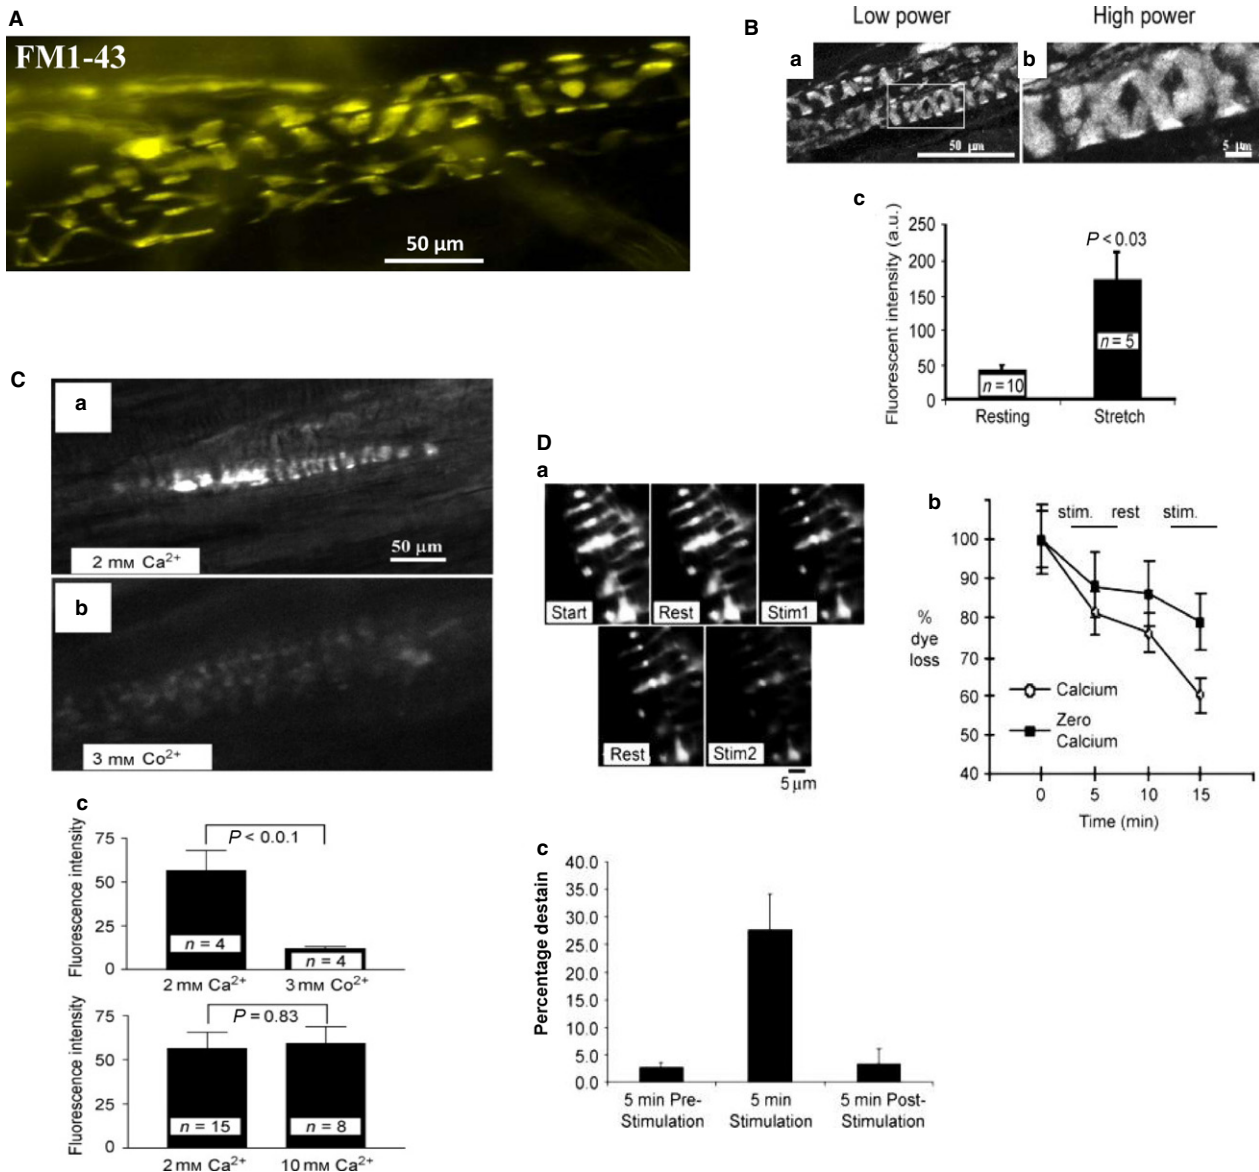 A
FM1-43
50 µm
B
Low power
High power
a
b
50 µm
5 µm
c
Fluorescent intensity (a.u.)
250
200
150
100
50
0
P < 0.03
n = 10
n = 5
Resting
Stretch
C
a
2 mM Ca²⁺
50 µm
b
3 mM Co²⁺
c
Fluorescence intensity
75
50
25
0
P < 0.0.1
n = 4
n = 4
2 mM Ca²⁺
3 mM Co²⁺
Fluorescence intensity
75
50
25
0
P = 0.83
n = 15
n = 8
2 mM Ca²⁺
10 mM Ca²⁺
D
a
Start
Rest
Stim1
Rest
Stim2
5 µm
b
stim.
rest
stim.
100
90
80
70
60
50
40
%
dye
loss
Calcium
Zero
Calcium
0
5
10
15
Time (min)
c
Percentage destain
40.0
35.0
30.0
25.0
20.0
15.0
10.0
5.0
0.0
5 min Pre-
Stimulation
5 min
Stimulation
5 min Post-
Stimulation